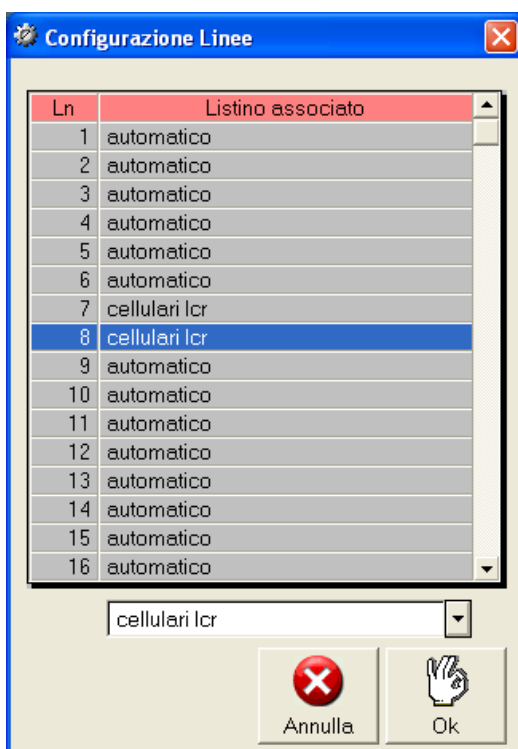 Configurazione Linee
Ln Listino associato
1 automatico
2 automatico
3 automatico
4 automatico
5 automatico
6 automatico
7 cellulari lcr
8 cellulari lcr
9 automatico
10 automatico
11 automatico
12 automatico
13 automatico
14 automatico
15 automatico
16 automatico
cellulari lcr
Annulla Ok